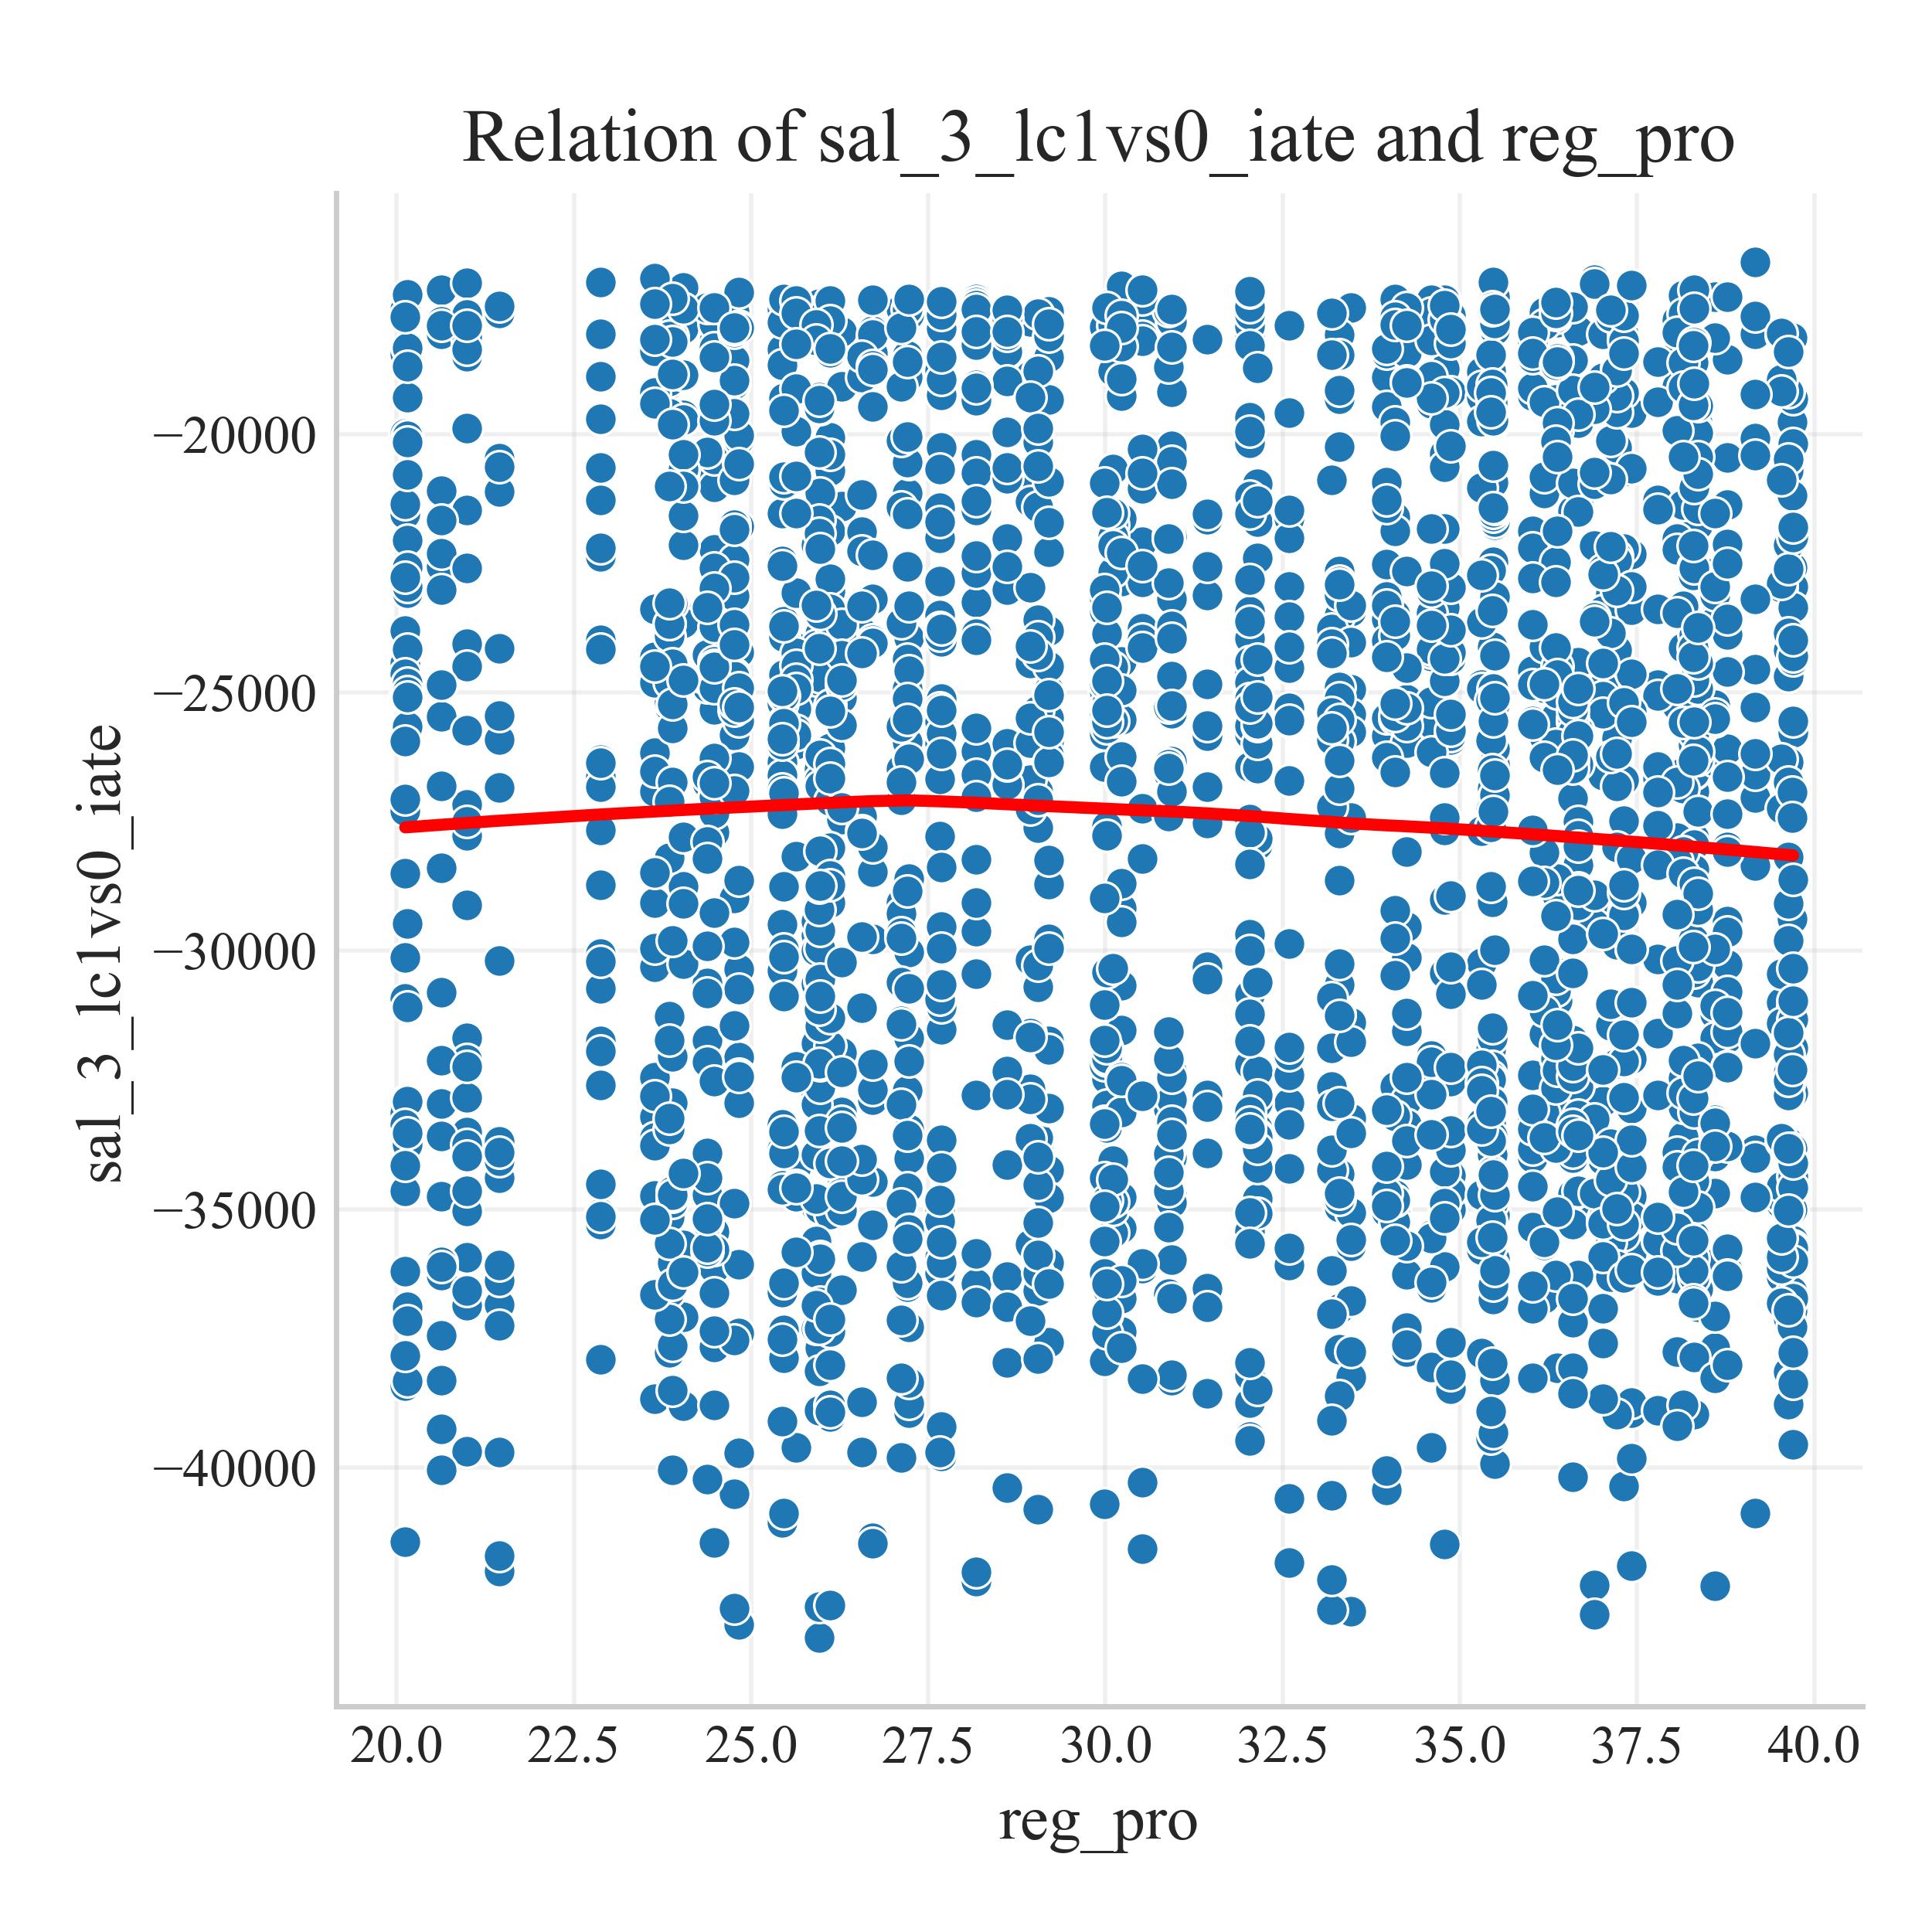 Relation of sal_3_lc1vs0_iate and reg_pro
sal_3_lc1vs0_iate
−20000
−25000
−30000
−35000
−40000
20.0 22.5 25.0 27.5 30.0 32.5 35.0 37.5 40.0
reg_pro